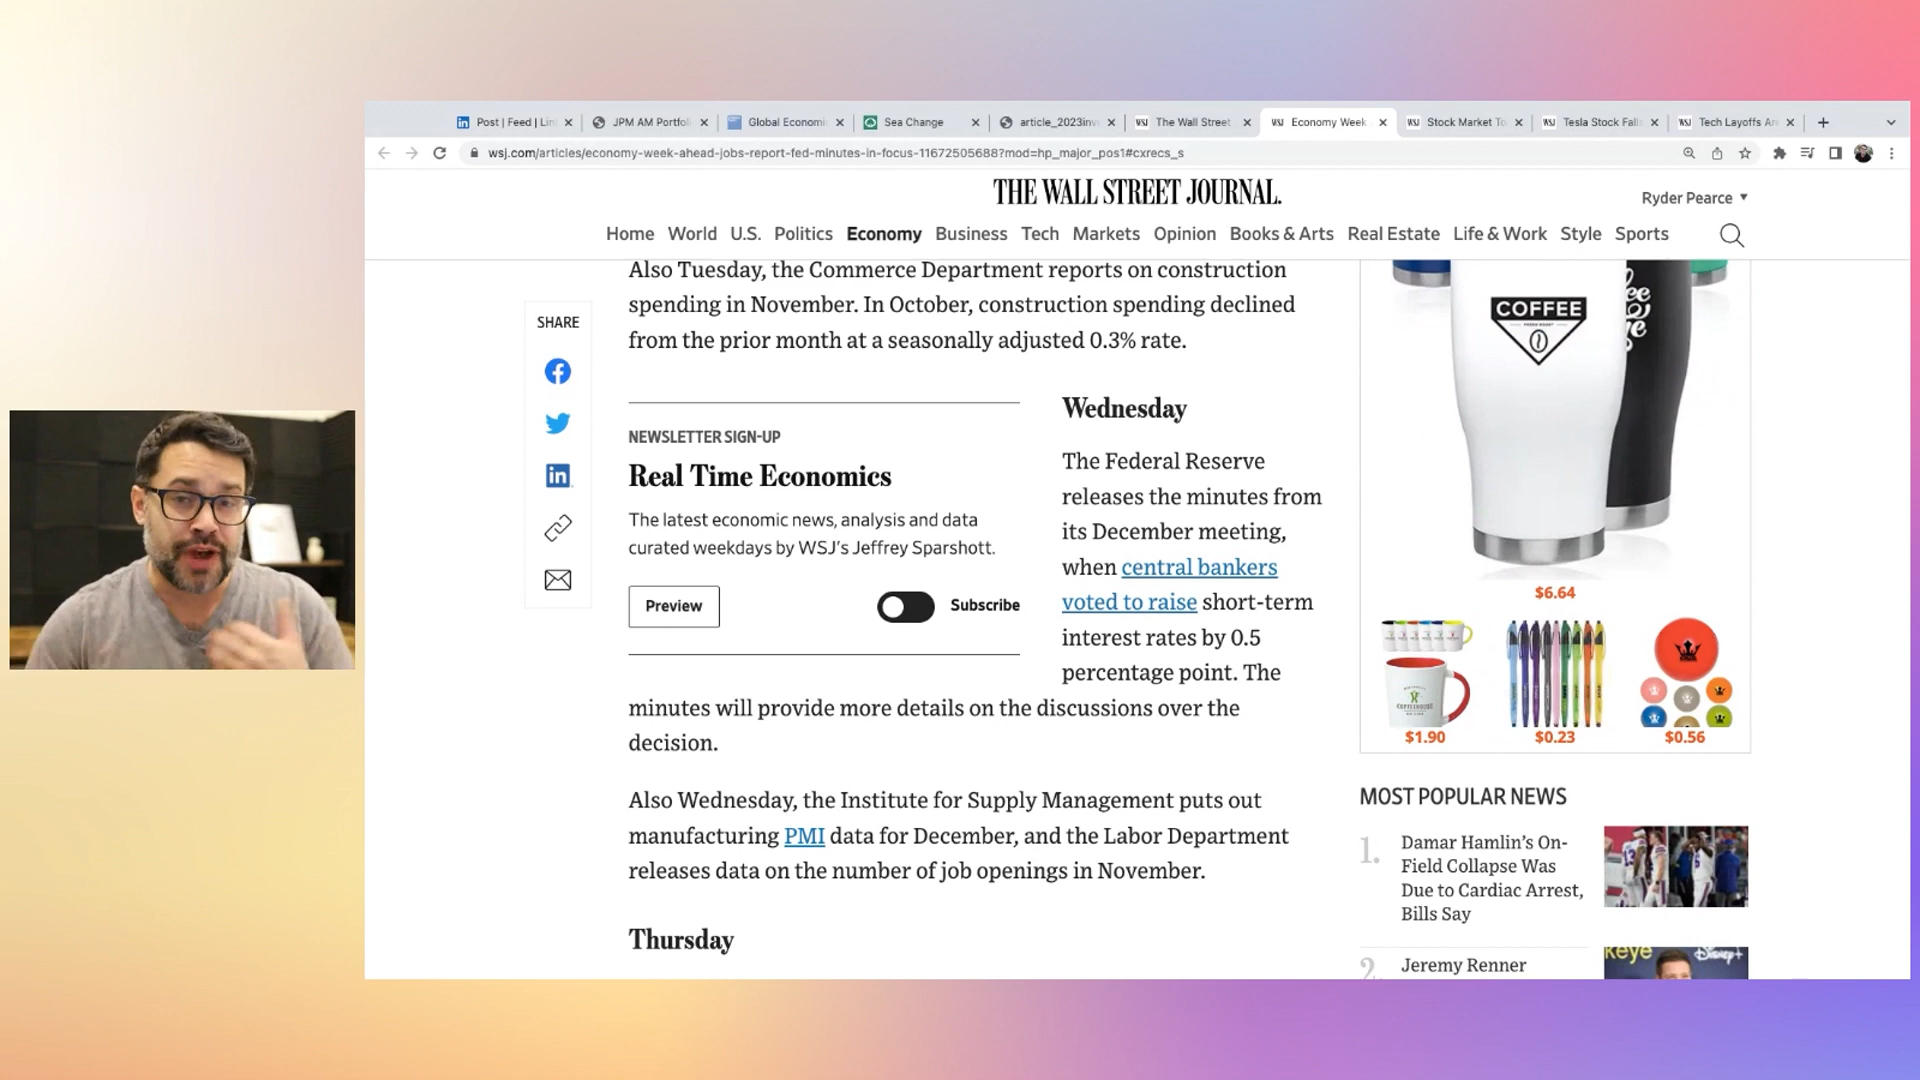 Post | Feed | Lin
JPM AM Portfoli
Global Economi
Sea Change
article_2023inv
WSJ The Wall Street
WSJ Economy Week
WSJ Stock Market To
WSJ Tesla Stock Fall
WSJ Tech Layoffs Ar
wsj.com/articles/economy-week-ahead-jobs-report-fed-minutes-in-focus-11672505688?mod=hp_major_pos1#cxrecs_s
THE WALL STREET JOURNAL.
Ryder Pearce
Home World U.S. Politics Economy Business Tech Markets Opinion Books & Arts Real Estate Life & Work Style Sports
Also Tuesday, the Commerce Department reports on construction
spending in November. In October, construction spending declined
from the prior month at a seasonally adjusted 0.3% rate.
SHARE
NEWSLETTER SIGN-UP
Real Time Economics
The latest economic news, analysis and data
curated weekdays by WSJ's Jeffrey Sparshott.
Preview
Subscribe
Wednesday
The Federal Reserve
releases the minutes from
its December meeting,
when central bankers
voted to raise short-term
interest rates by 0.5
percentage point. The
minutes will provide more details on the discussions over the
decision.
Also Wednesday, the Institute for Supply Management puts out
manufacturing PMI data for December, and the Labor Department
releases data on the number of job openings in November.
Thursday
COFFEE
$6.64
$1.90
$0.23
$0.56
MOST POPULAR NEWS
1.
Damar Hamlin's On-
Field Collapse Was
Due to Cardiac Arrest,
Bills Say
2.
Jeremy Renner
Disney+